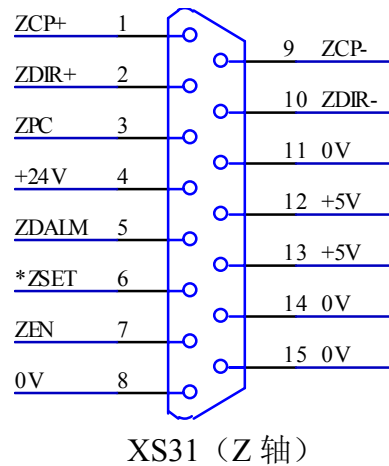 ZCP+ 1
9 ZCP-
ZDIR+ 2
10 ZDIR-
ZPC 3
11 0V
+24V 4
12 +5V
ZDALM 5
13 +5V
*ZSET 6
14 0V
ZEN 7
15 0V
0V 8
XS31（Z 轴）